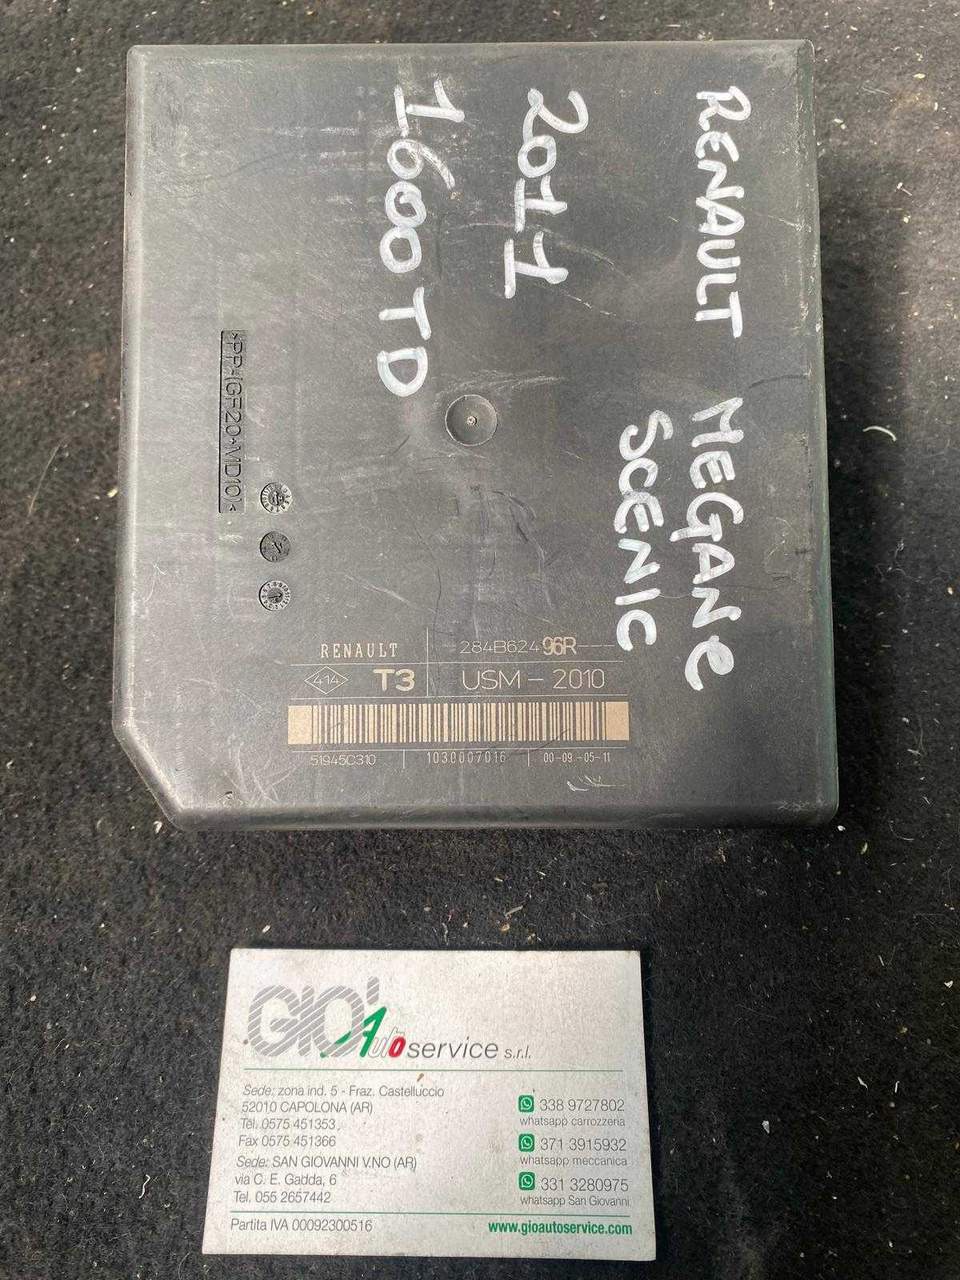 RENAULT MEGANE
SCENIC
2011
1600 TD
>PP-(GF20+MD10)<
RENAULT
284B62496R---
414
T3
USM-2010
51945C310
1030007016
00-09-05-11
GIO'
Auto service s.r.l.
Sede: zona ind. 5 - Fraz. Castelluccio
52010 CAPOLONA (AR)
Tel. 0575 451353
Fax 0575 451366
Sede: SAN GIOVANNI V.NO (AR)
via C. E. Gadda, 6
Tel. 055 2657442
338 9727802
whatsapp carrozzeria
371 3915932
whatsapp meccanica
331 3280975
whatsapp San Giovanni
Partita IVA 00092300516
www.gioautoservice.com